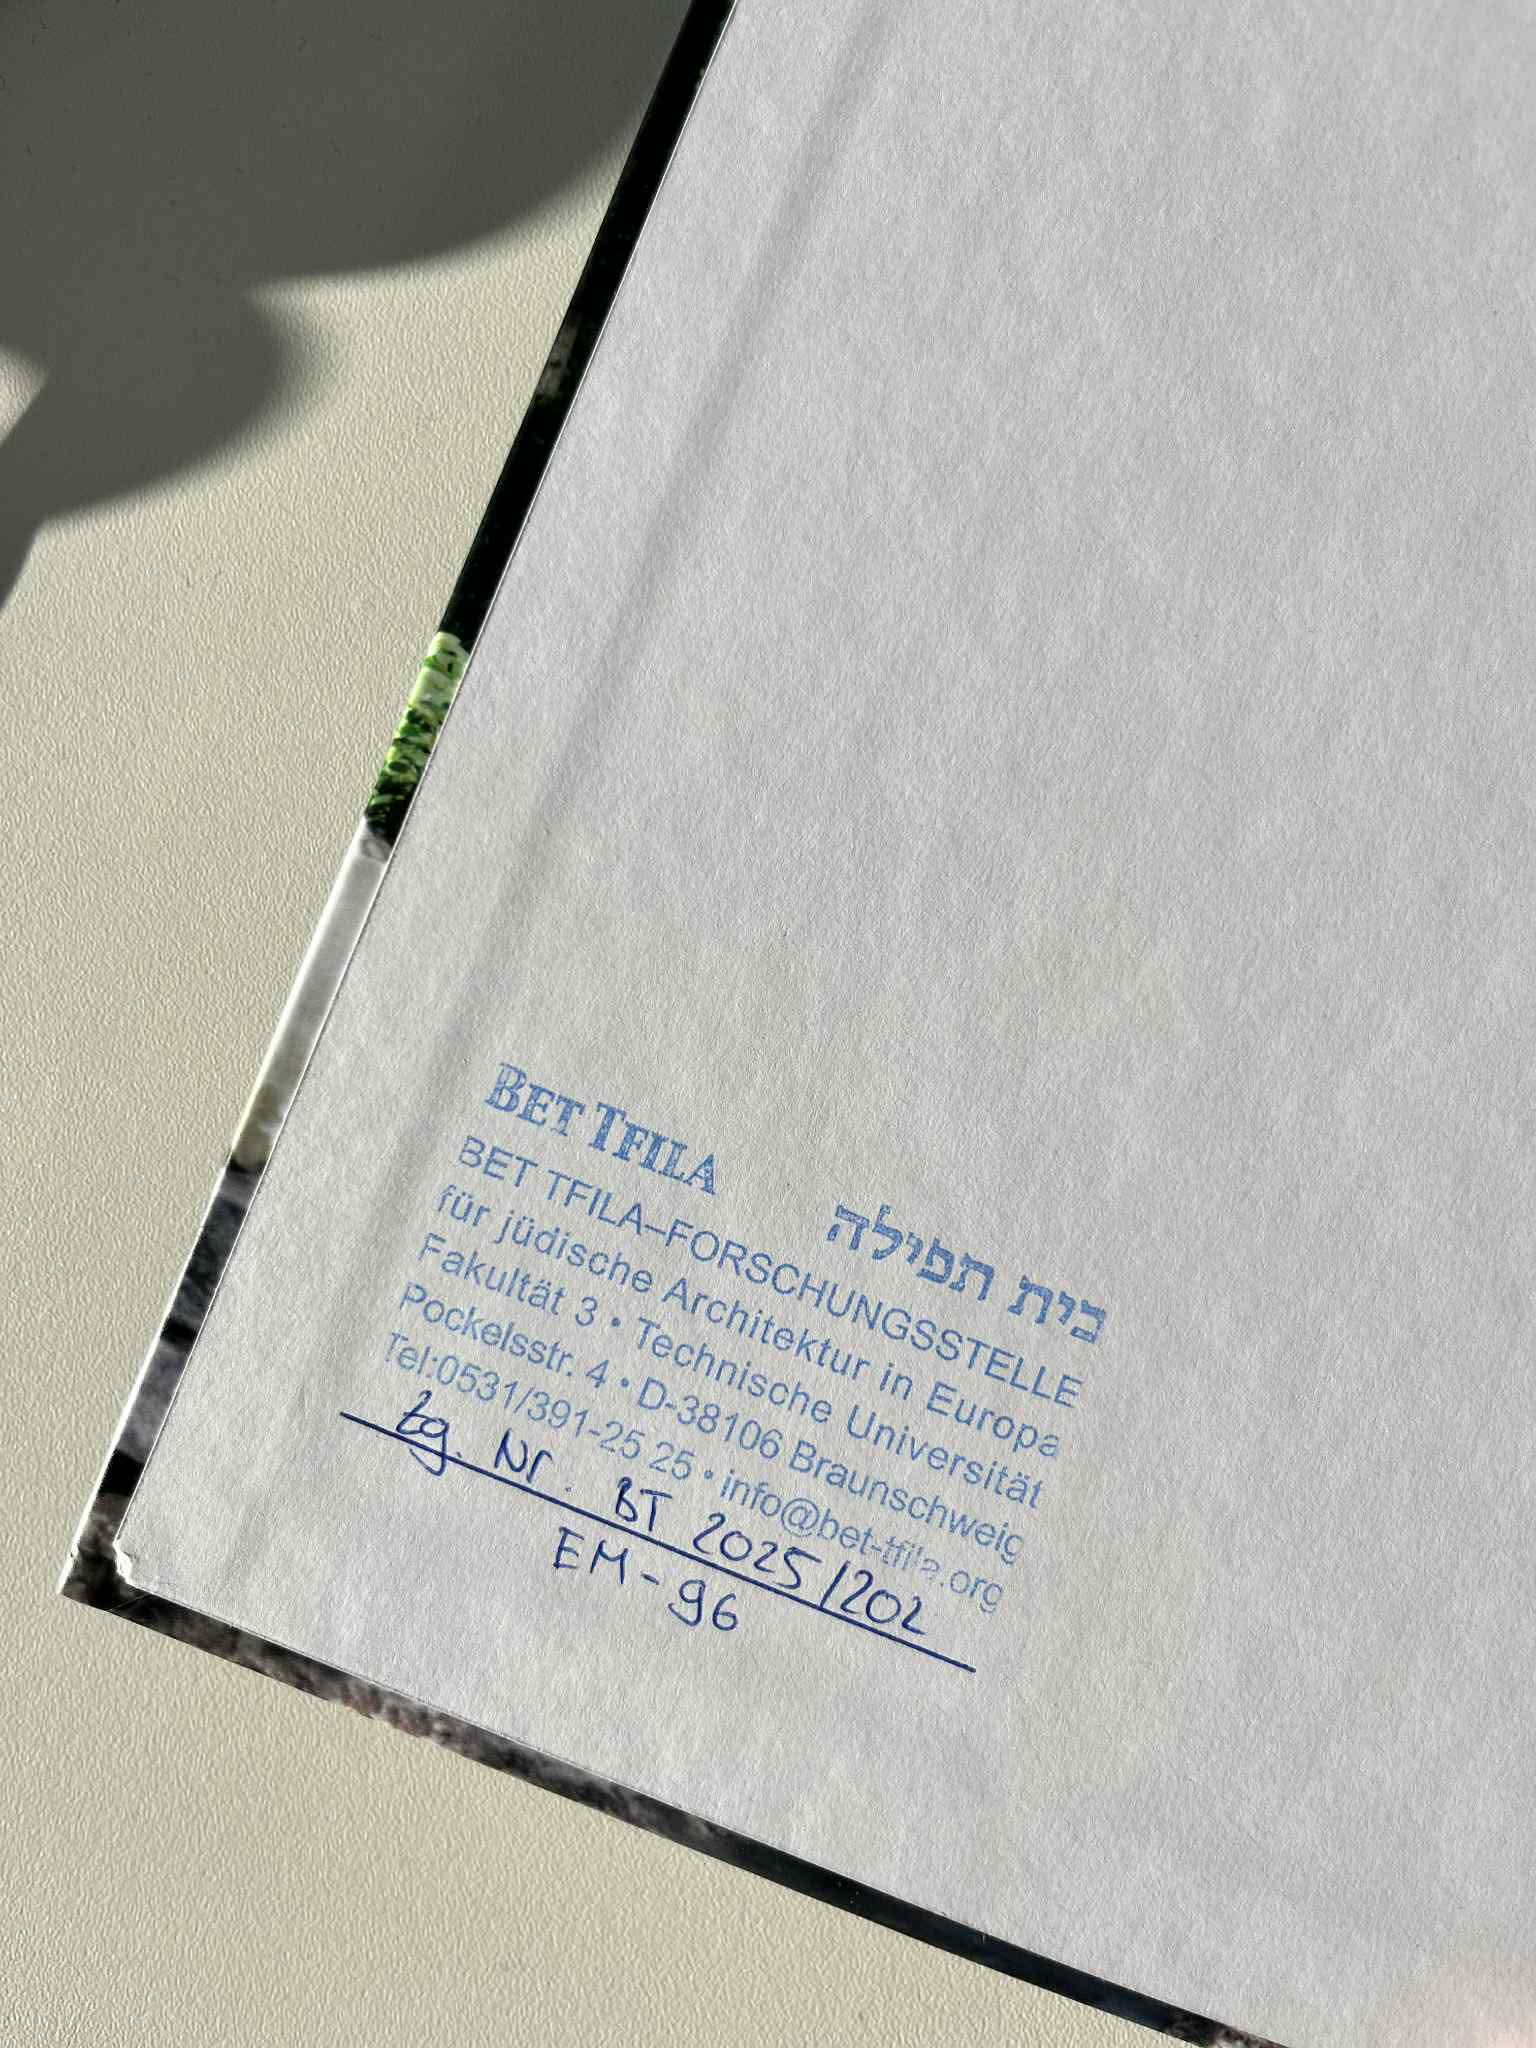 BET TFILA
בית תפילה
BET TFILA–FORSCHUNGSSTELLE
für jüdische Architektur in Europa
Fakultät 3 • Technische Universität
Pockelsstr. 4 • D-38106 Braunschweig
Tel:0531/391-25 25 • info@bet-tfila.org
Zg. Nr. BT 2025/202
EM-96